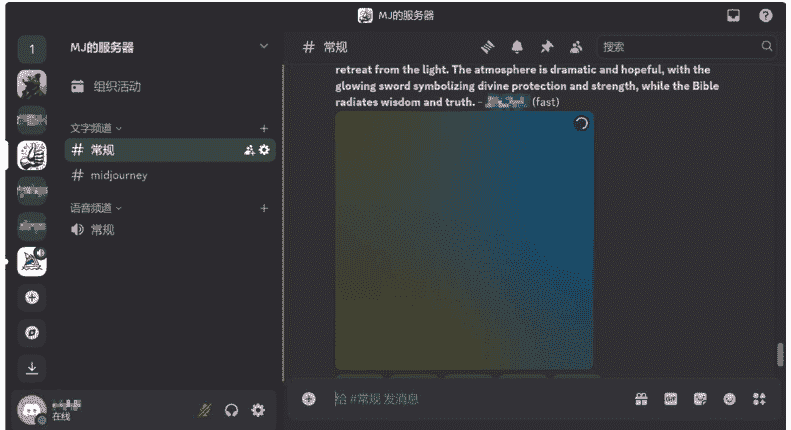 MJ的服务器
1
MJ的服务器
组织活动
文字频道
# 常规
# midjourney
语音频道
常规
在线
# 常规
搜索
retreat from the light. The atmosphere is dramatic and hopeful, with the
glowing sword symbolizing divine protection and strength, while the Bible
radiates wisdom and truth. - (fast)
给 #常规 发消息
GIF